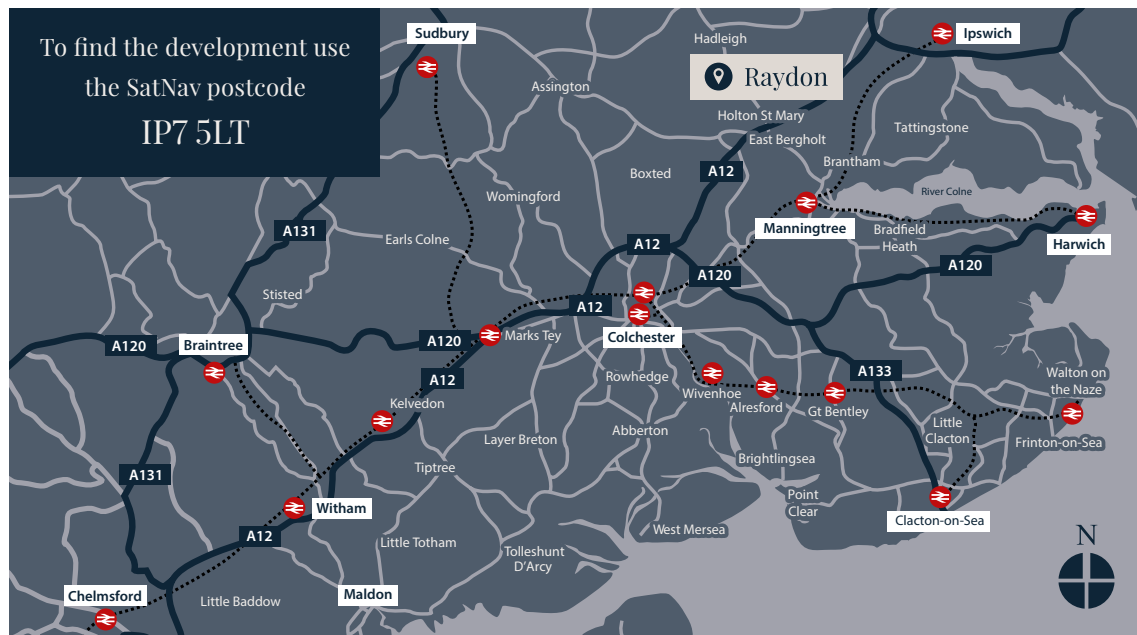 To find the development use
the SatNav postcode
IP7 5LT
Sudbury
Hadleigh
Ipswich
Raydon
Assington
Holton St Mary
East Bergholt
Tattingstone
Brantham
Boxted
A12
Womingford
River Colne
Manningtree
Bradfield
Heath
Harwich
A131
Earls Colne
A12
A120
A120
Stisted
A12
Colchester
A120
Braintree
A120
Marks Tey
A12
Rowhedge
Wivenhoe
Alresford
Gt Bentley
A133
Walton on
the Naze
Kelvedon
Abberton
Layer Breton
Little
Clacton
Frinton-on-Sea
A131
Tiptree
Brightlingsea
Point
Clear
Witham
Clacton-on-Sea
A12
West Mersea
Little Totham
Tolleshunt
D'Arcy
N
Chelmsford
Little Baddow
Maldon